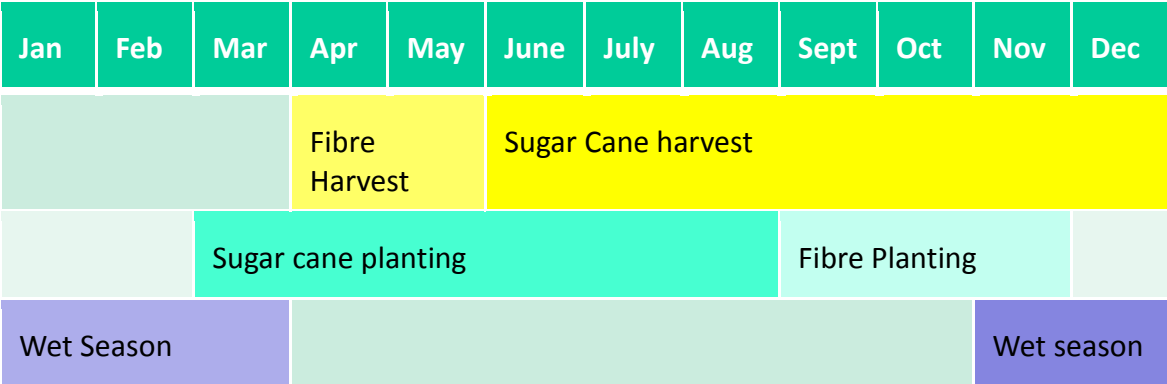 Jan Feb Mar Apr May June July Aug Sept Oct Nov Dec
Fibre
Harvest
Sugar Cane harvest
Sugar cane planting
Fibre Planting
Wet Season
Wet season